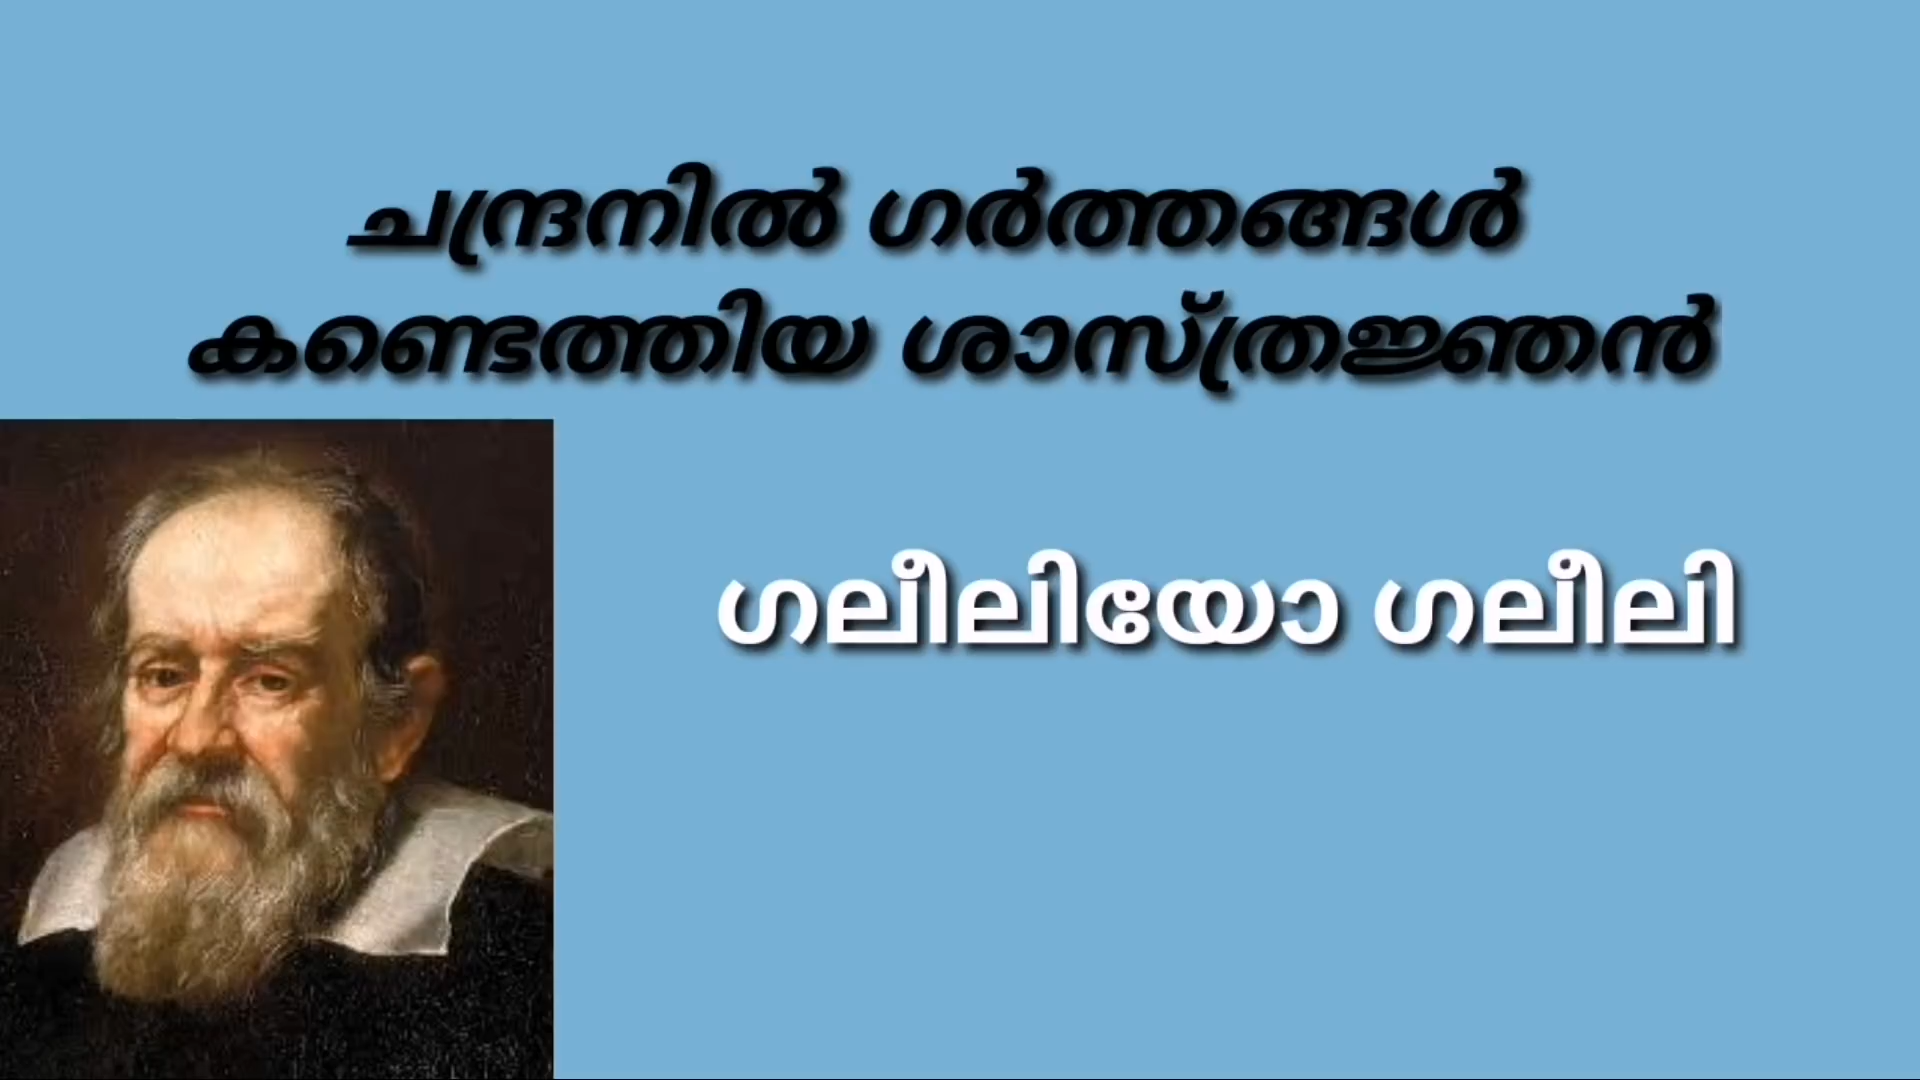 ചന്ദ്രനിൽ ഗർത്തങ്ങൾ
കണ്ടെത്തിയ ശാസ്ത്രജ്ഞൻ
ഗലീലിയോ ഗലീലി